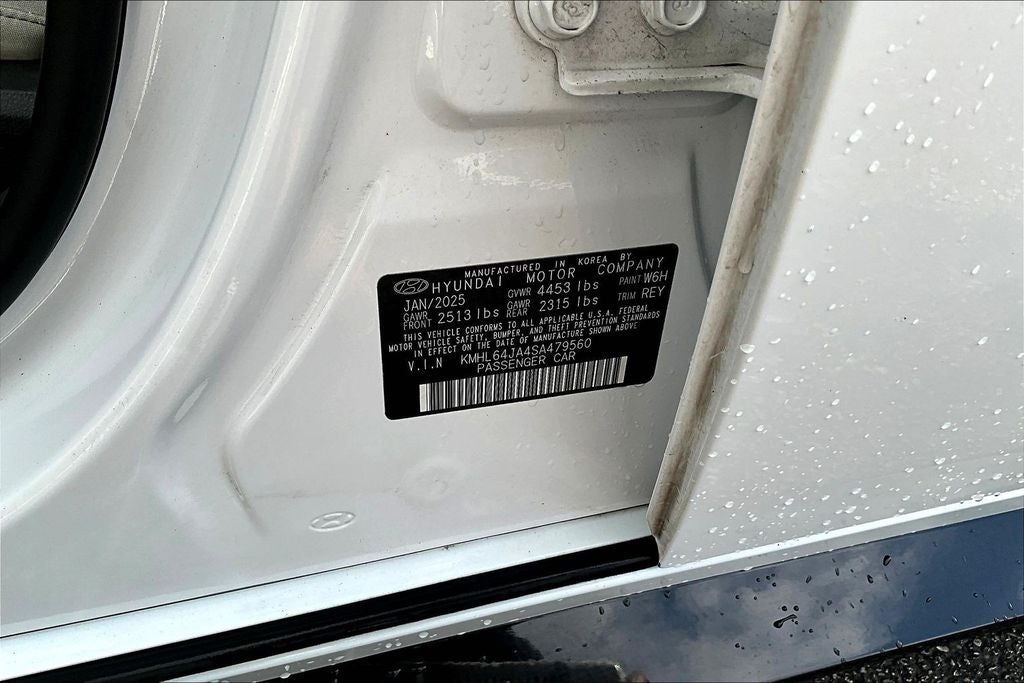 MANUFACTURED IN KOREA BY
HYUNDAI MOTOR COMPANY
JAN/2025 GVWR 4453 lbs PAINT W6H
GAWR FRONT 2513 lbs GAWR REAR 2315 lbs TRIM REY
THIS VEHICLE CONFORMS TO ALL APPLICABLE U.S.A. FEDERAL
MOTOR VEHICLE SAFETY, BUMPER, AND THEFT PREVENTION STANDARDS
IN EFFECT ON THE DATE OF MANUFACTURE SHOWN ABOVE
V.I.N KMHL64JA4SA479560
PASSENGER CAR